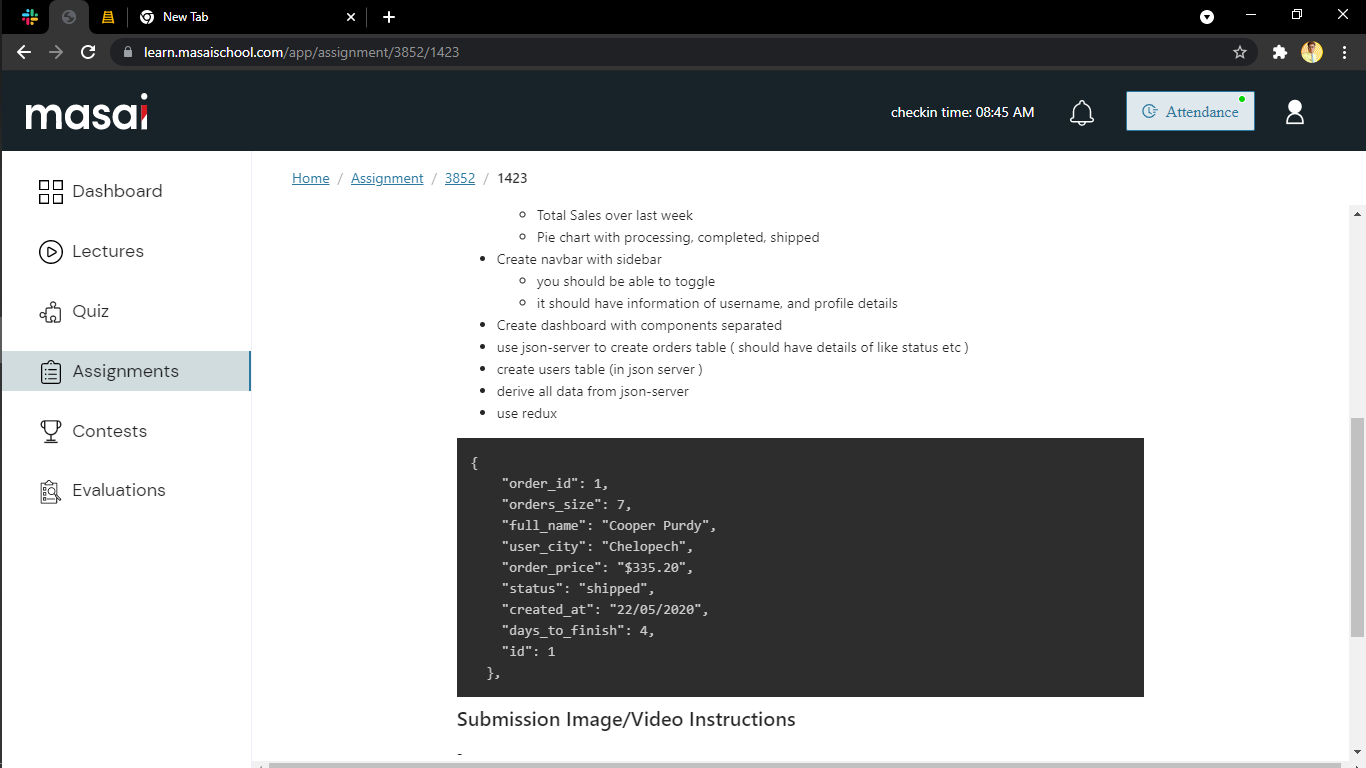 New Tab
learn.masaischool.com/app/assignment/3852/1423
masai
checkin time: 08:45 AM
Attendance
Dashboard
Lectures
Quiz
Assignments
Contests
Evaluations
Home / Assignment / 3852 / 1423
Total Sales over last week
Pie chart with processing, completed, shipped
Create navbar with sidebar
you should be able to toggle
it should have information of username, and profile details
Create dashboard with components separated
use json-server to create orders table ( should have details of like status etc )
create users table (in json server )
derive all data from json-server
use redux
{
"order_id": 1,
"orders_size": 7,
"full_name": "Cooper Purdy",
"user_city": "Chelopech",
"order_price": "$335.20",
"status": "shipped",
"created_at": "22/05/2020",
"days_to_finish": 4,
"id": 1
},
Submission Image/Video Instructions
-